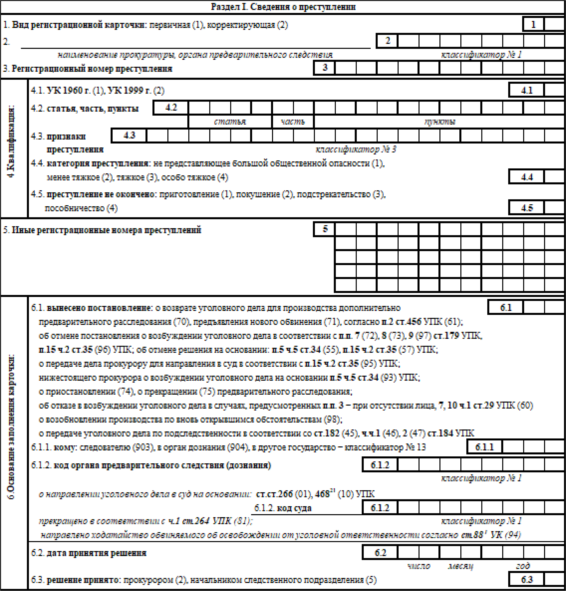 Раздел I. Сведения о преступлении
1. Вид регистрационной карточки: первичная (1), корректирующая (2)
1
2.
2
наименование прокуратуры, органа предварительного следствия
классификатор № 1
3. Регистрационный номер преступления
3
4 Квалификация:
4.1. УК 1960 г. (1), УК 1999 г. (2)
4.1
4.2. статья, часть, пункты
4.2
статья часть пункты
4.3. признаки
4.3
преступления
классификатор № 3
4.4. категория преступления: не представляющее большой общественной опасности (1),
менее тяжкое (2), тяжкое (3), особо тяжкое (4)
4.4
4.5. преступление не окончено: приготовление (1), покушение (2), подстрекательство (3),
пособничество (4)
4.5
5. Иные регистрационные номера преступлений
5
6 Основание заполнения карточки:
6.1. вынесено постановление: о возврате уголовного дела для производства дополнительно
6.1
предварительного расследования (70), предъявления нового обвинения (71), согласно п.2 ст.456 УПК (61);
об отмене постановления о возбуждении уголовного дела в соответствии с п.п. 7 (72), 8 (73), 9 (97) ст.179 УПК,
п.15 ч.2 ст.35 (96) УПК; об отмене решения на основании: п.5 ч.5 ст.34 (55), п.15 ч.2 ст.35 (57) УПК;
о передаче дела прокурору для направления в суд в соответствии с п.15 ч.2 ст.35 (95) УПК;
нижестоящего прокурора о возбуждении уголовного дела на основании п.5 ч.5 ст.34 (93) УПК;
о приостановлении (74), о прекращении (75) предварительного расследования;
об отказе в возбуждении уголовного дела в случаях, предусмотренных п.п. 3 – при отсутствии лица, 7, 10 ч.1 ст.29 УПК (60)
о возобновлении производства по вновь открывшимся обстоятельствам (98);
о передаче уголовного дела по подследственности в соответствии со ст.182 (45), ч.ч.1 (46), 2 (47) ст.184 УПК
6.1.1. кому: следователю (903), в орган дознания (904), в другое государство – классификатор № 13
6.1.1
6.1.2. код органа предварительного следствия (дознания)
6.1.2
классификатор № 1
о направлении уголовного дела в суд на основании: ст.ст.266 (01), 468²¹ (10) УПК
6.1.2. код суда
6.1.2
прекращено в соответствии с ч.1 ст.264 УПК (81);
классификатор № 1
направлено ходатайство обвиняемого об освобождении от уголовной ответственности согласно ст.88¹ УК (94)
6.2. дата принятия решения
6.2
число месяц год
6.3. решение принято: прокурором (2), начальником следственного подразделения (5)
6.3